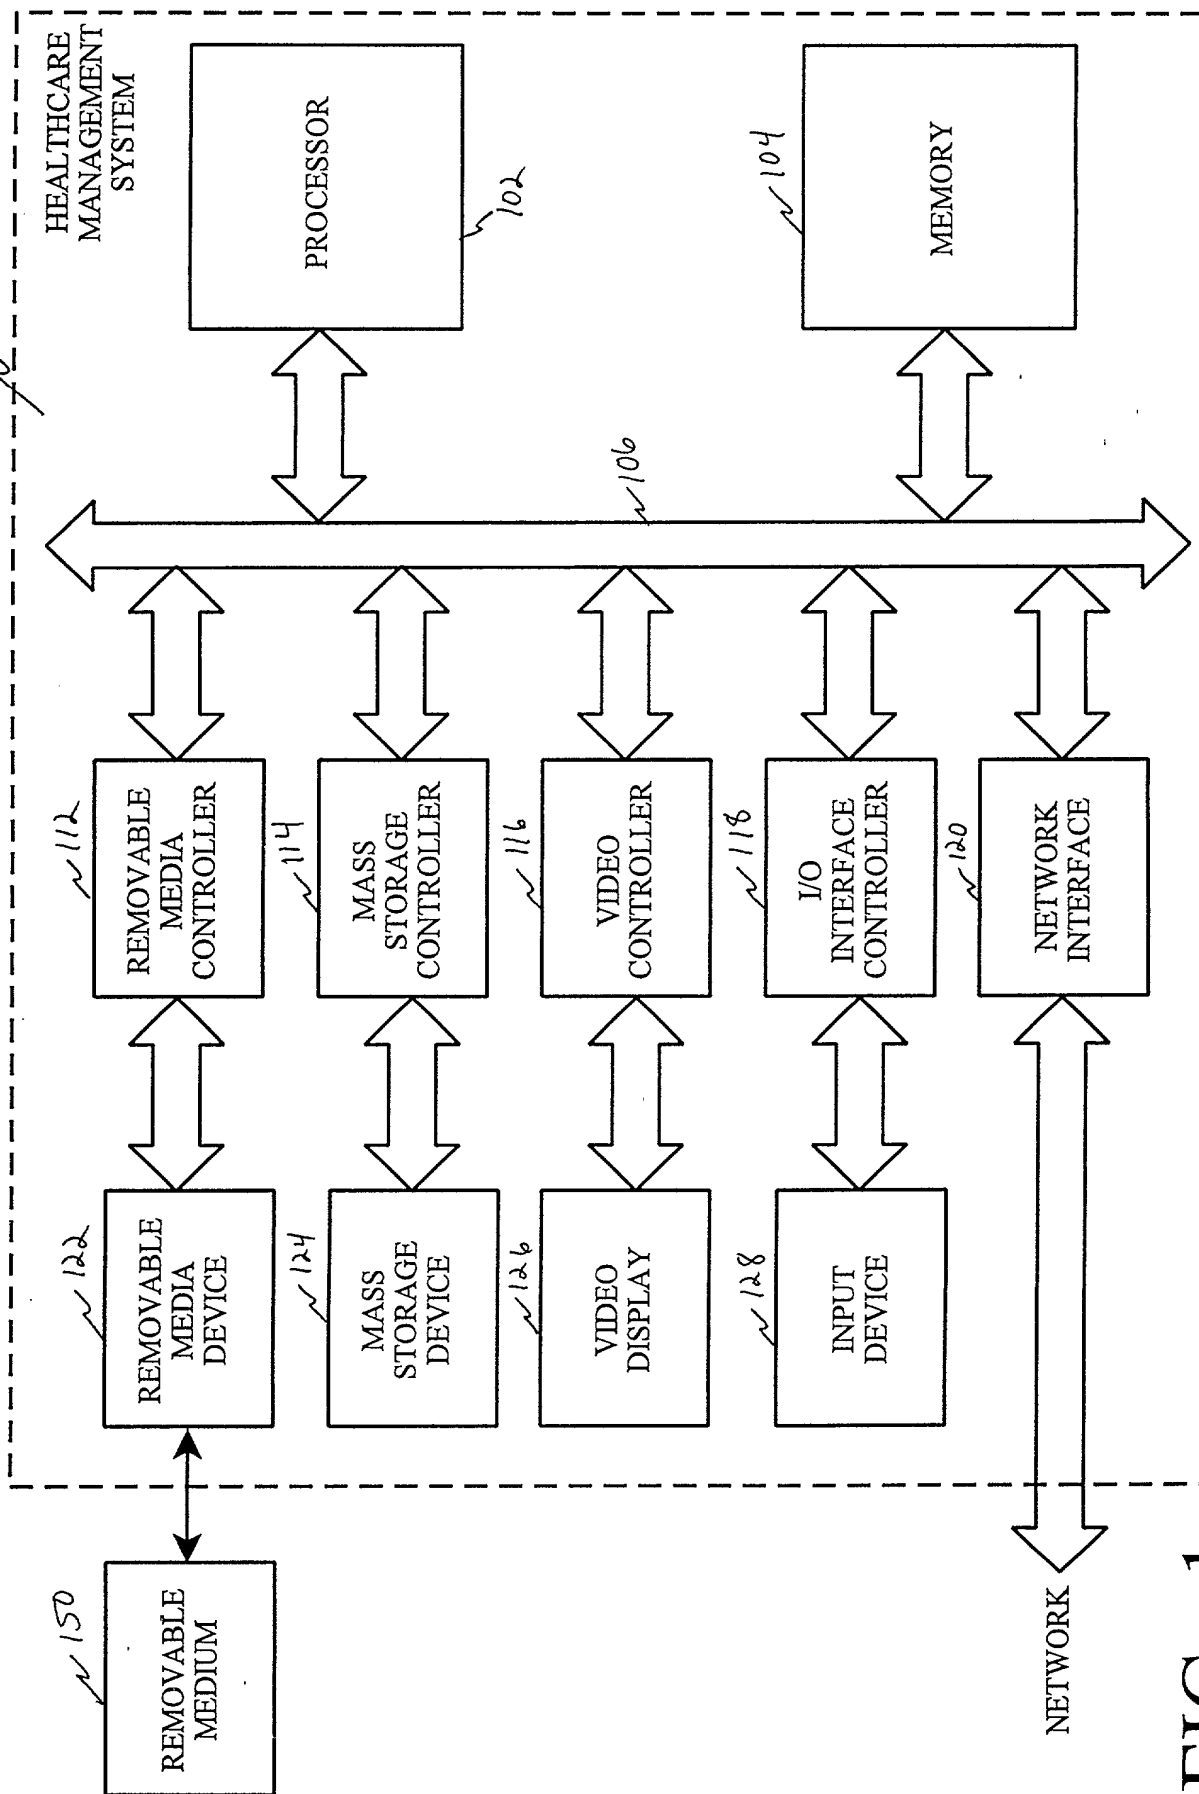 HEALTHCARE
MANAGEMENT
SYSTEM
150
REMOVABLE
MEDIUM
122
REMOVABLE
MEDIA
DEVICE
112
REMOVABLE
MEDIA
CONTROLLER
PROCESSOR
102
124
MASS
STORAGE
DEVICE
114
MASS
STORAGE
CONTROLLER
126
VIDEO
DISPLAY
116
VIDEO
CONTROLLER
106
128
INPUT
DEVICE
118
I/O
INTERFACE
CONTROLLER
104
MEMORY
NETWORK
120
NETWORK
INTERFACE
FIG. 1